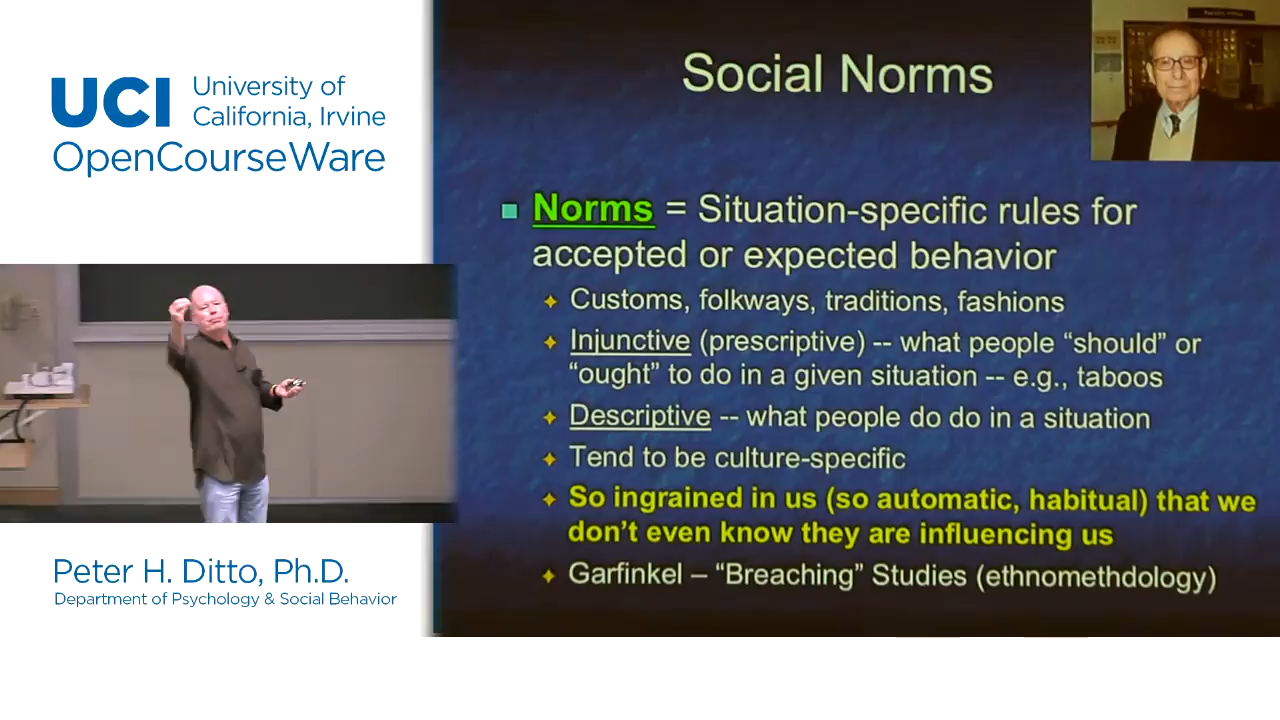 UCI University of
California, Irvine
OpenCourseWare
Social Norms
Norms = Situation-specific rules for
accepted or expected behavior
Customs, folkways, traditions, fashions
Injunctive (prescriptive) -- what people “should” or
“ought” to do in a given situation -- e.g., taboos
Descriptive -- what people do do in a situation
Tend to be culture-specific
So ingrained in us (so automatic, habitual) that we
don’t even know they are influencing us
Garfinkel – “Breaching” Studies (ethnomethdology)
Peter H. Ditto, Ph.D.
Department of Psychology & Social Behavior